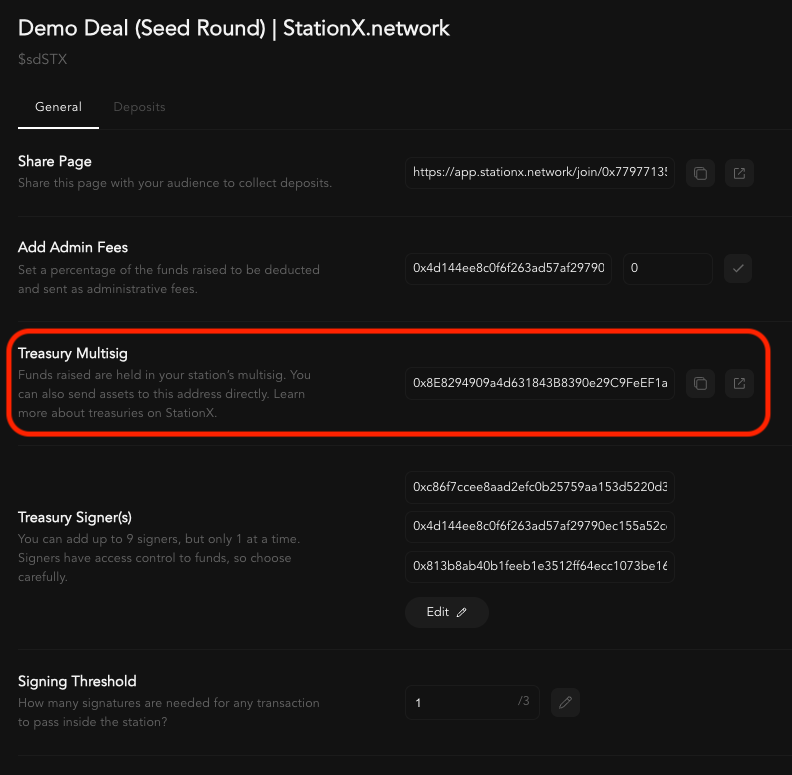 Demo Deal (Seed Round) | StationX.network
$sdSTX
General Deposits
Share Page
Share this page with your audience to collect deposits.
https://app.stationx.network/join/0x7797713
Add Admin Fees
Set a percentage of the funds raised to be deducted
and sent as administrative fees.
0x4d144ee8c0f6f263ad57af29790
0
Treasury Multisig
Funds raised are held in your station's multisig. You
can also send assets to this address directly. Learn
more about treasuries on StationX.
0x8E8294909a4d631843B8390e29C9FeEF1a
Treasury Signer(s)
You can add up to 9 signers, but only 1 at a time.
Signers have access control to funds, so choose
carefully.
0xc86f7ccee8aad2efc0b25759aa153d5220d3
0x4d144ee8c0f6f263ad57af29790ec155a52c
0x813b8ab40b1feeb1e3512ff64ecc1073be16
Edit
Signing Threshold
How many signatures are needed for any transaction
to pass inside the station?
1 /3